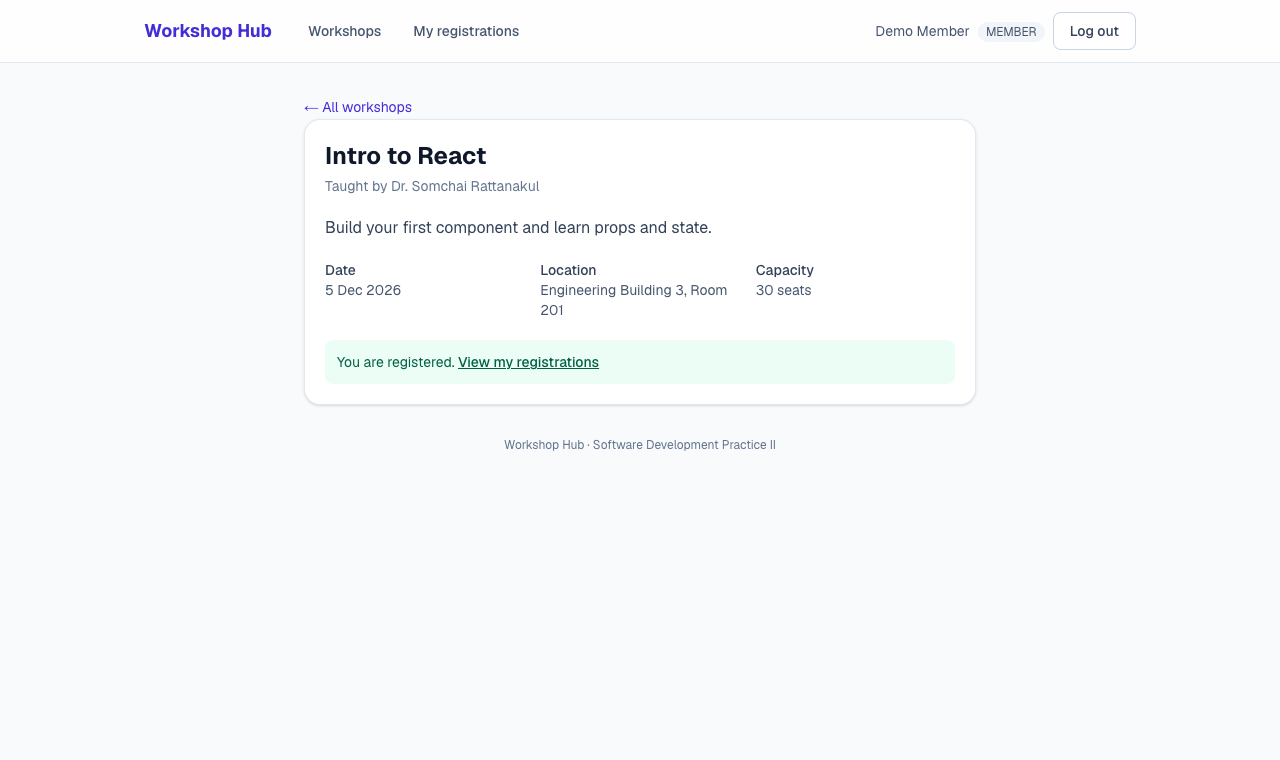 Workshop Hub
Workshops
My registrations
Demo Member
MEMBER
Log out
← All workshops
Intro to React
Taught by Dr. Somchai Rattanakul
Build your first component and learn props and state.
Date
5 Dec 2026
Location
Engineering Building 3, Room
201
Capacity
30 seats
You are registered. View my registrations
Workshop Hub · Software Development Practice II